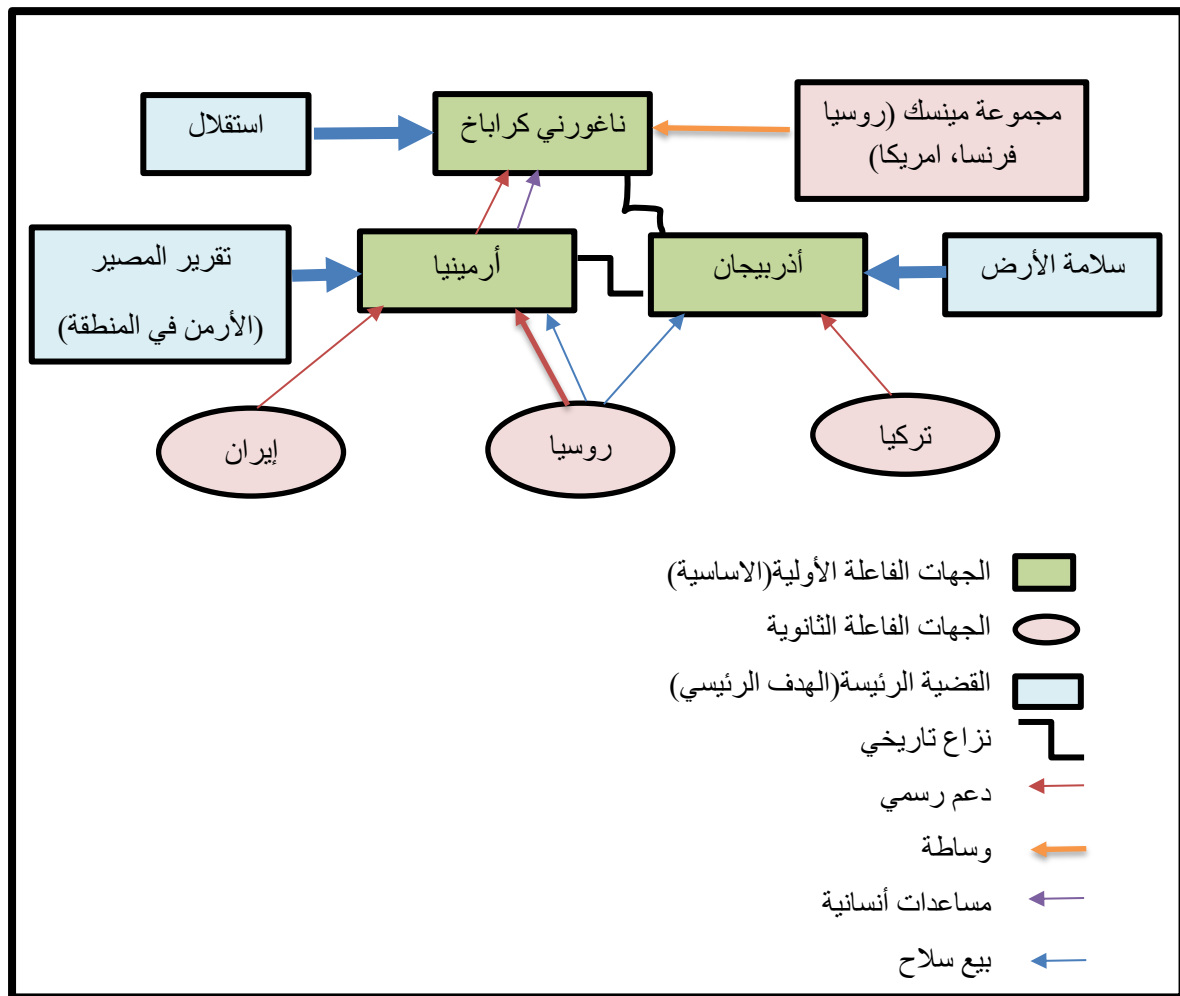 مجموعة مينسك (روسيا
فرنسا، امريكا)
ناغورني كراباخ
استقلال
سلامة الأرض
أذربيجان
أرمينيا
تقرير المصير
(الأرمن في المنطقة)
تركيا
روسيا
إيران
الجهات الفاعلة الأولية(الاساسية)
الجهات الفاعلة الثانوية
القضية الرئيسة(الهدف الرئيسي)
نزاع تاريخي
دعم رسمي
وساطة
مساعدات أنسانية
بيع سلاح